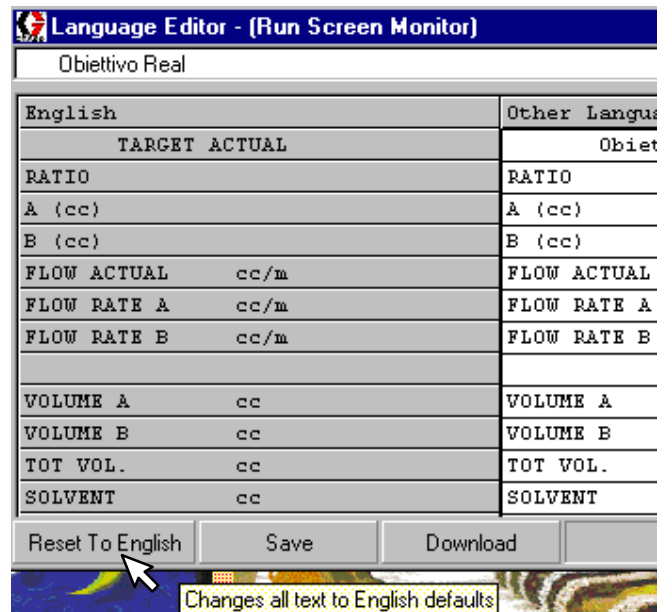 Language Editor - (Run Screen Monitor)
Obiettivo Real
English Other Langua
TARGET ACTUAL Obiet
RATIO RATIO
A (cc) A (cc)
B (cc) B (cc)
FLOW ACTUAL cc/m FLOW ACTUAL
FLOW RATE A cc/m FLOW RATE A
FLOW RATE B cc/m FLOW RATE B
VOLUME A cc VOLUME A
VOLUME B cc VOLUME B
TOT VOL. cc TOT VOL.
SOLVENT cc SOLVENT
Reset To English Save Download
Changes all text to English defaults